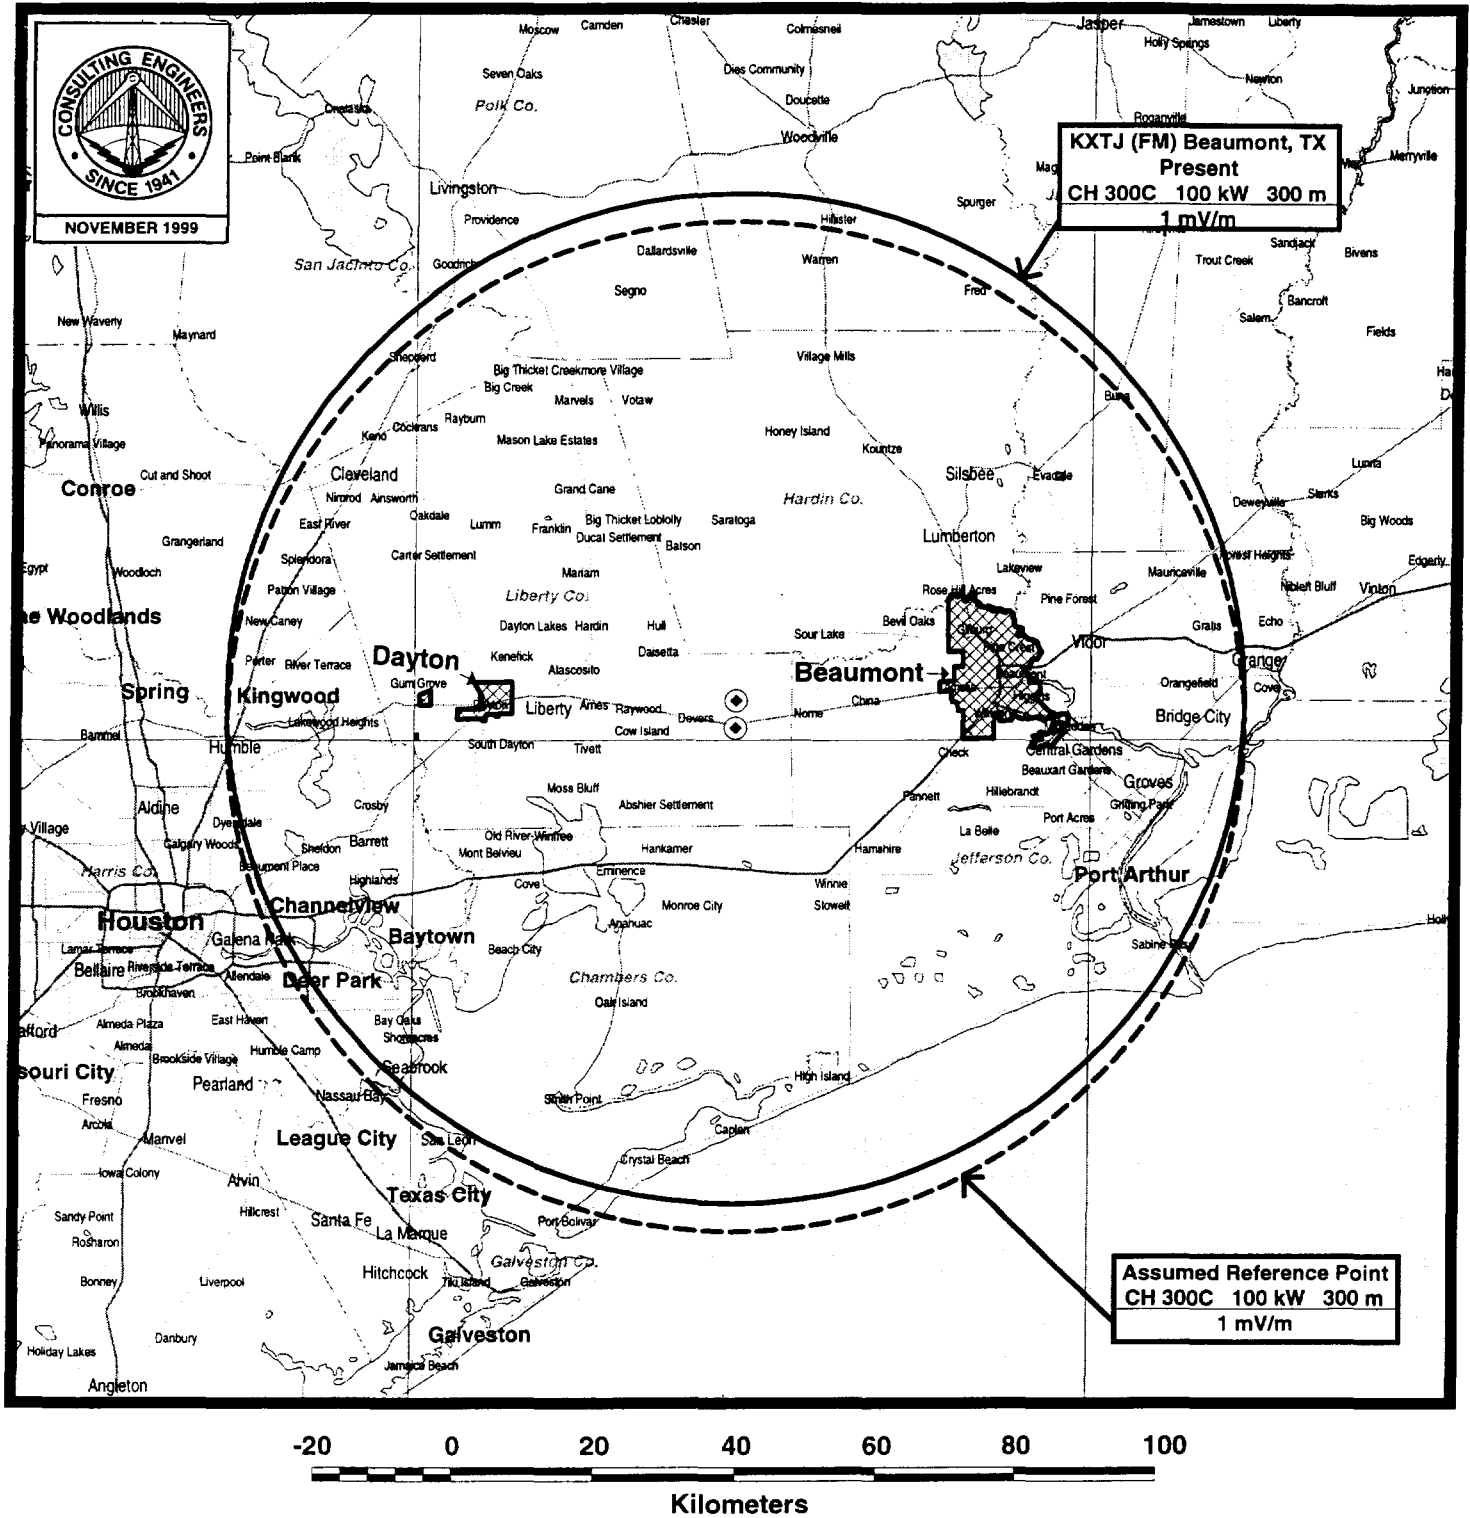 CONSULTING ENGINEERS
SINCE 1941
NOVEMBER 1999
Moscow
Camden
Chester
Colmesneil
Jasper
Jamestown
Liberty
Holly Springs
Seven Oaks
Dies Community
Newton
Junction
Polk Co.
Doucette
Onalaska
Roganville
Woodville
KXTJ (FM) Beaumont, TX
Present
CH 300C 100 kW 300 m
1 mV/m
Point Blank
Merryville
Livingston
Spurger
Providence
Hillister
Dallardsville
Warren
Sandjack
Bivens
Trout Creek
San Jacinto Co.
Goodrich
Segno
Fred
Bancroft
New Waverly
Maynard
Salem
Fields
Shepherd
Village Mills
Big Thicket Creekmore Village
Big Creek
Marvels
Votaw
Buna
Willis
Rayburn
Cockrans
Keno
Mason Lake Estates
Honey Island
Kountze
Panorama Village
Cut and Shoot
Cleveland
Silsbee
Evadale
Lunita
Conroe
Nimrod
Ainsworth
Grand Cane
Hardin Co.
Deweyville
Starks
East River
Oakdale
Lumm
Franklin
Big Thicket Loblolly
Saratoga
Big Woods
Ducat Settlement
Batson
Lumberton
Grangerland
Splendora
Carter Settlement
Forest Heights
Edgerly
Egypt
Woodloch
Mariam
Lakeview
Mauriceville
Niblett Bluff
Vinton
Patton Village
Liberty Co.
Rose Hill Acres
Pine Forest
Woodlands
New Caney
Dayton Lakes
Hardin
Hull
Sour Lake
Bevil Oaks
Gratis
Echo
Vidor
Porter
River Terrace
Dayton
Kenefick
Daisetta
Alascosito
Beaumont
Orange
Spring
Kingwood
Gum Grove
Orangefield
Cove
Liberty
Ames
Raywood
Devers
Nome
China
Bridge City
Lakewood Heights
Cow Island
Bammel
Humble
South Dayton
Tivett
Check
Central Gardens
Beauxart Gardens
Groves
Moss Bluff
Fannett
Hillebrandt
Aldine
Crosby
Abshier Settlement
Griffing Park
Port Acres
Village
Dyersdale
La Belle
Calgary Woods
Sheldon
Barrett
Old River-Winfree
Mont Belvieu
Hankamer
Hamshire
Jefferson Co.
Harris Co.
Beaumont Place
Highlands
Eminence
Port Arthur
Cove
Winnie
Houston
Channelview
Monroe City
Stowell
Anahuac
Galena Park
Baytown
Beach City
Sabine Pass
Lamar Terrace
Bellaire
Riverside Terrace
Allendale
Deer Park
Chambers Co.
Brookhaven
Oak Island
Almeda Plaza
East Haven
Bay Oaks
Shoreacres
Almeda
Brookside Village
Humble Camp
Seabrook
souri City
Pearland
High Island
Fresno
Nassau Bay
Smith Point
Arcola
Manvel
League City
San Leon
Caplen
Crystal Beach
Iowa Colony
Alvin
Texas City
Sandy Point
Hillcrest
Santa Fe
La Marque
Port Bolivar
Rosharon
Galveston Co.
Bonney
Liverpool
Hitchcock
Tiki Island
Galveston
Assumed Reference Point
CH 300C 100 kW 300 m
1 mV/m
Galveston
Danbury
Holiday Lakes
Jamaica Beach
Angleton
-20 0 20 40 60 80 100
Kilometers